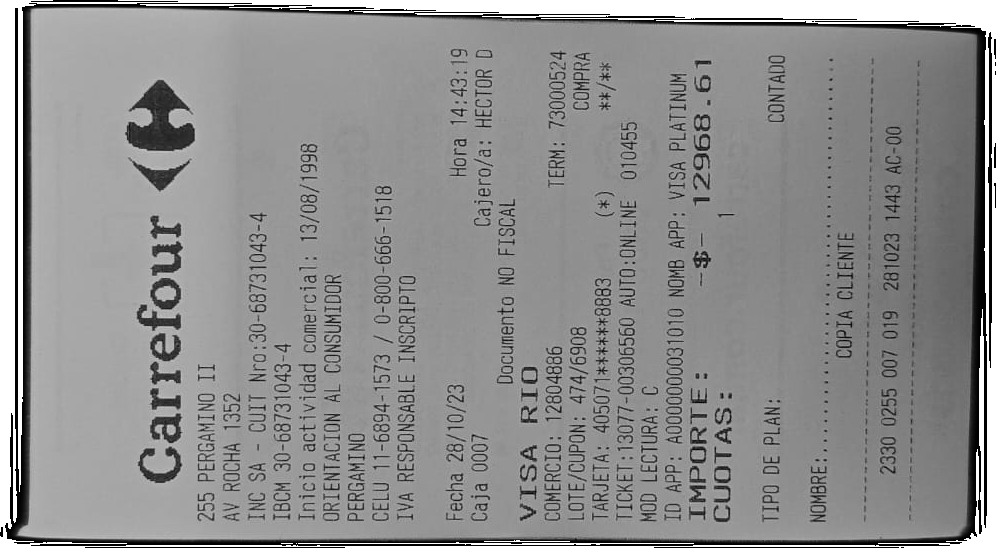 Carrefour
255 PERGAMINO II
AV ROCHA 1352
INC SA - CUIT Nro:30-68731043-4
IBCM 30-68731043-4
Inicio actividad comercial: 13/08/1998
ORIENTACION AL CONSUMIDOR
PERGAMINO
CELU 11-6894-1573 / 0-800-666-1518
IVA RESPONSABLE INSCRIPTO
Fecha 28/10/23 Hora 14:43:19
Caja 0007 Cajero/a: HECTOR D
Documento NO FISCAL
VISA RIO
COMERCIO: 12804886 TERM: 73000524
LOTE/CUPON: 474/6908 COMPRA
TARJETA: 405071******8883 (*) **/**
TICKET:13077-00306560 AUTO:ONLINE 010455
MOD LECTURA: C
ID APP: A0000000031010 NOMB APP: VISA PLATINUM
IMPORTE: -$- 12968.61
CUOTAS: 1
TIPO DE PLAN: CONTADO
NOMBRE:............................................
COPIA CLIENTE
2330 0255 007 019 281023 1443 AC-00